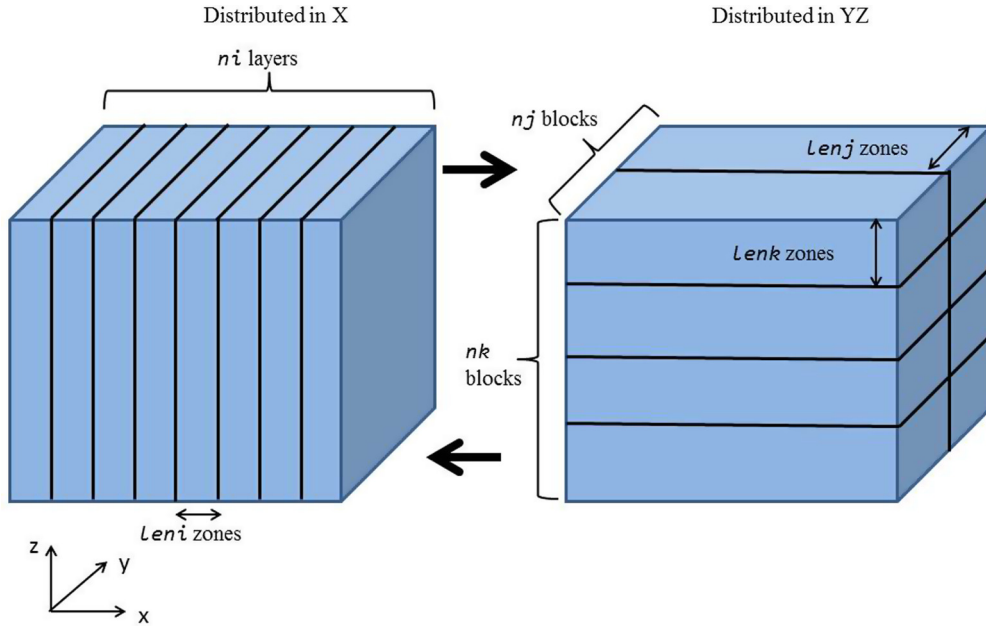 Distributed in X
Distributed in YZ
ni layers
nj blocks
lenj zones
lenk zones
nk
blocks
leni zones
z
y
x